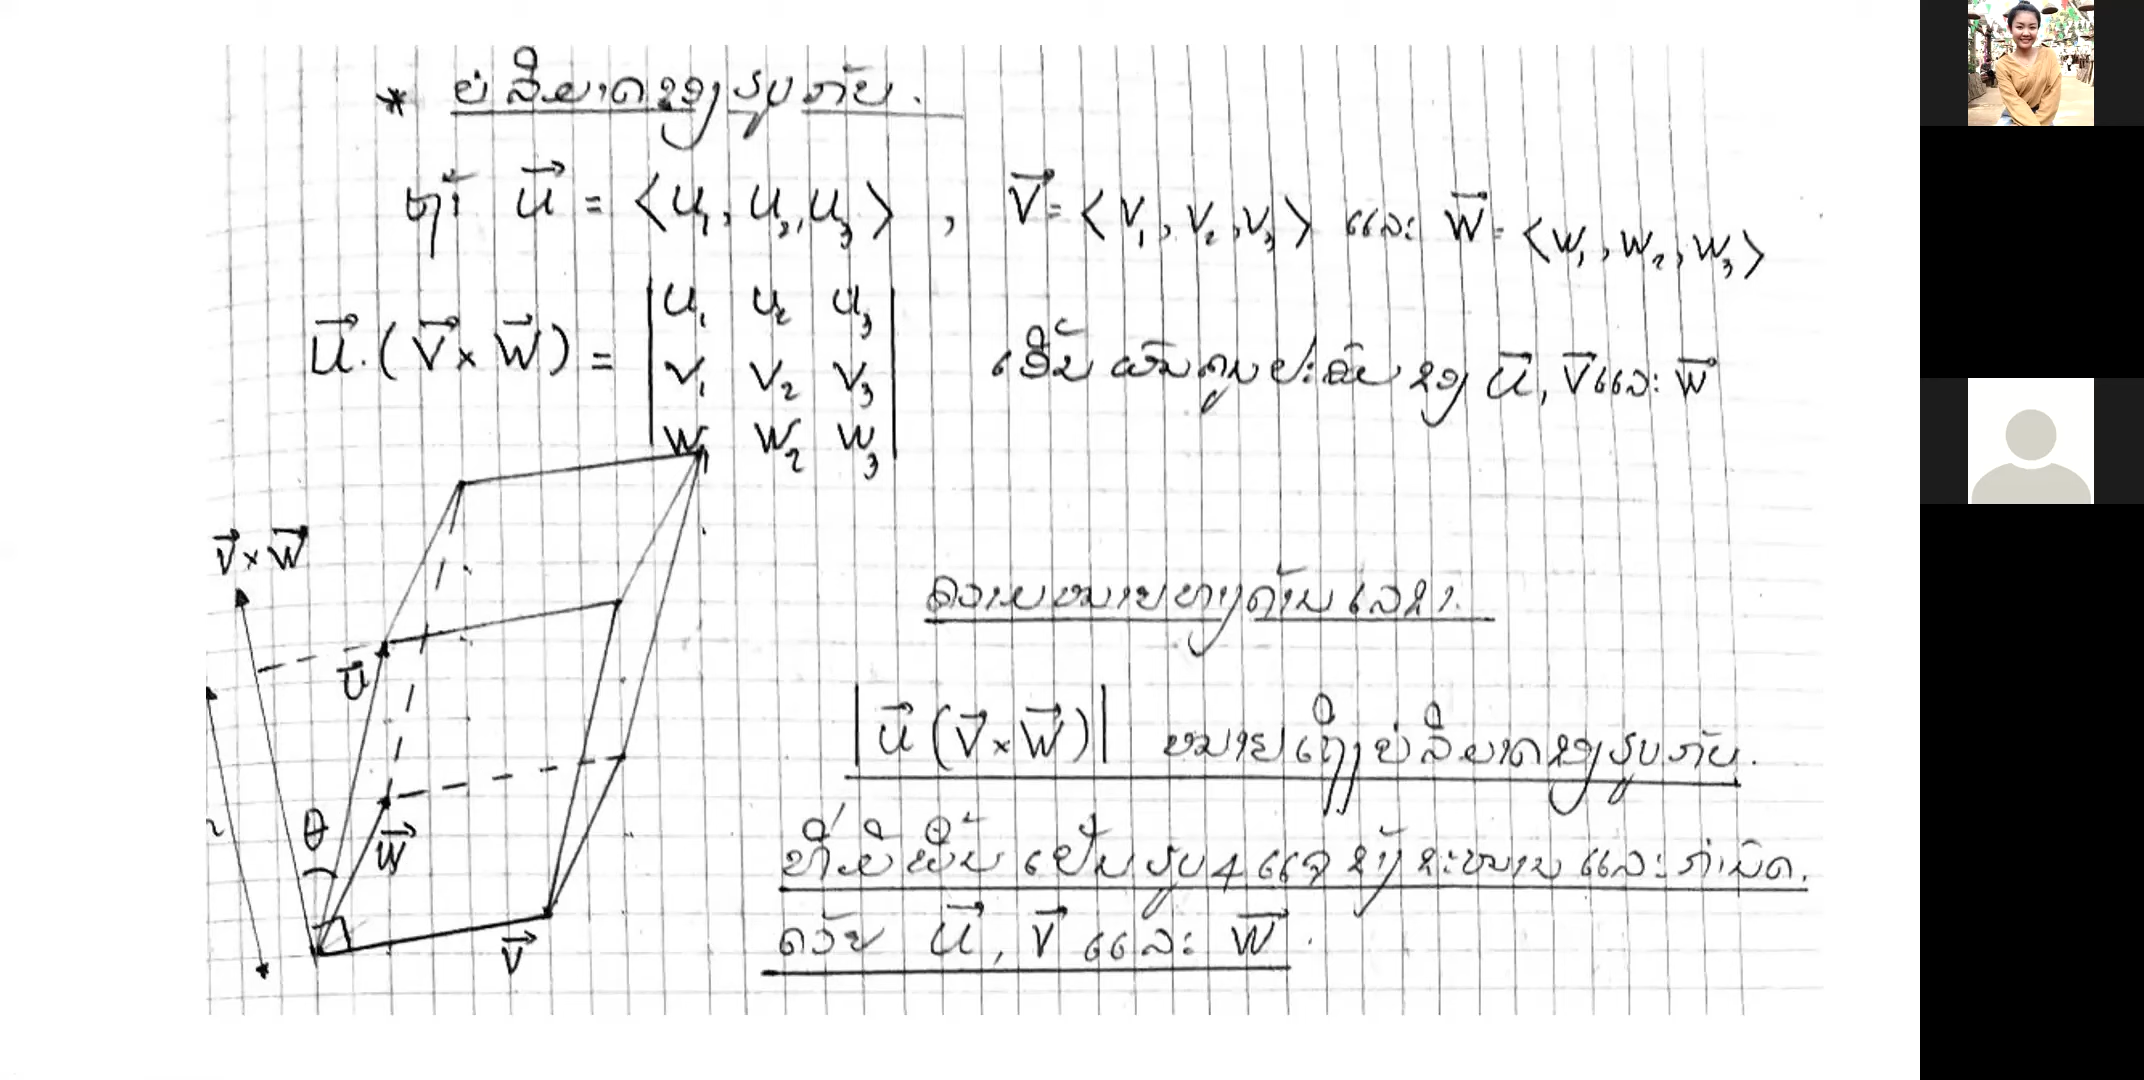 * ບໍລິມາດຂອງຮູບກັບ.
ຖ້າ u⃗ = ⟨u₁, u₂, u₃⟩ , v⃗ = ⟨v₁, v₂, v₃⟩ ແລະ w⃗ = ⟨w₁, w₂, w₃⟩
u⃗.(v⃗ × w⃗) = | u₁ u₂ u₃ | ເອີ້ນ ຜົນຄູນປະສົມ ຂອງ u⃗, v⃗ ແລະ w⃗
| v₁ v₂ v₃ |
| w₁ w₂ w₃ |
v⃗ × w⃗
ຄວາມໝາຍທາງດ້ານ ເລຂາ.
u⃗
|u⃗ (v⃗ × w⃗)| ໝາຍເຖິງ ບໍລິມາດຂອງຮູບກັບ.
θ
w⃗
ທີ່ມີພື້ນ ເປັນຮູບ 4 ແຈຂ້າງຂະໜານ ແລະ ກຳນົດ.
ດ້ວຍ u⃗, v⃗ ແລະ w⃗ .
v⃗